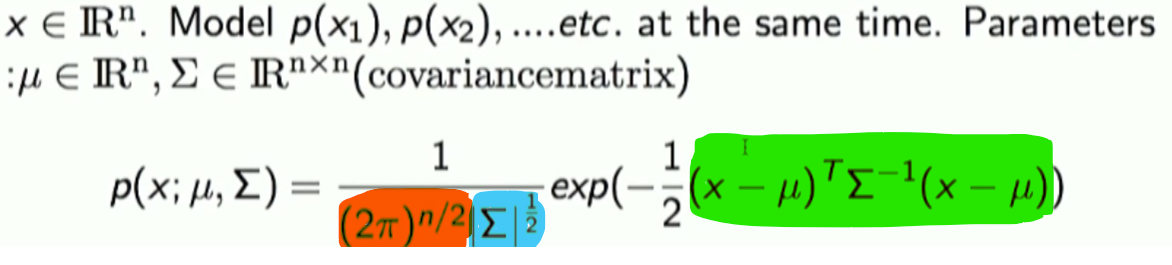 x ∈ ℝⁿ. Model p(x₁), p(x₂), ....etc. at the same time. Parameters
:μ ∈ ℝⁿ, Σ ∈ ℝⁿˣⁿ(covariancematrix)
p(x; μ, Σ) = 1 / (2π)^{n/2}|Σ|^{1/2} exp(−1/2(x − μ)ᵀΣ⁻¹(x − μ))